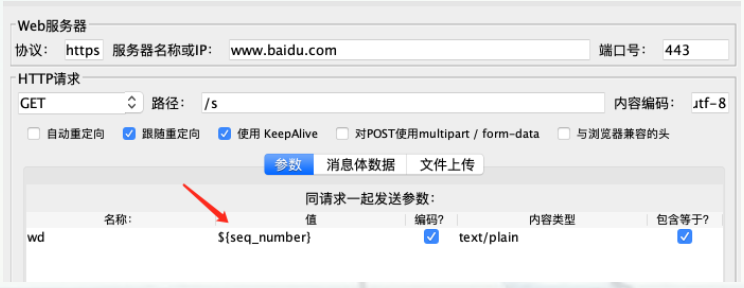 Web服务器
协议: https 服务器名称或IP: www.baidu.com 端口号: 443
HTTP请求
GET 路径: /s 内容编码: utf-8
自动重定向 跟随重定向 使用 KeepAlive 对POST使用multipart / form-data 与浏览器兼容的头
参数 消息体数据 文件上传
同请求一起发送参数:
名称: 值 编码? 内容类型 包含等于?
wd ${seq_number} text/plain